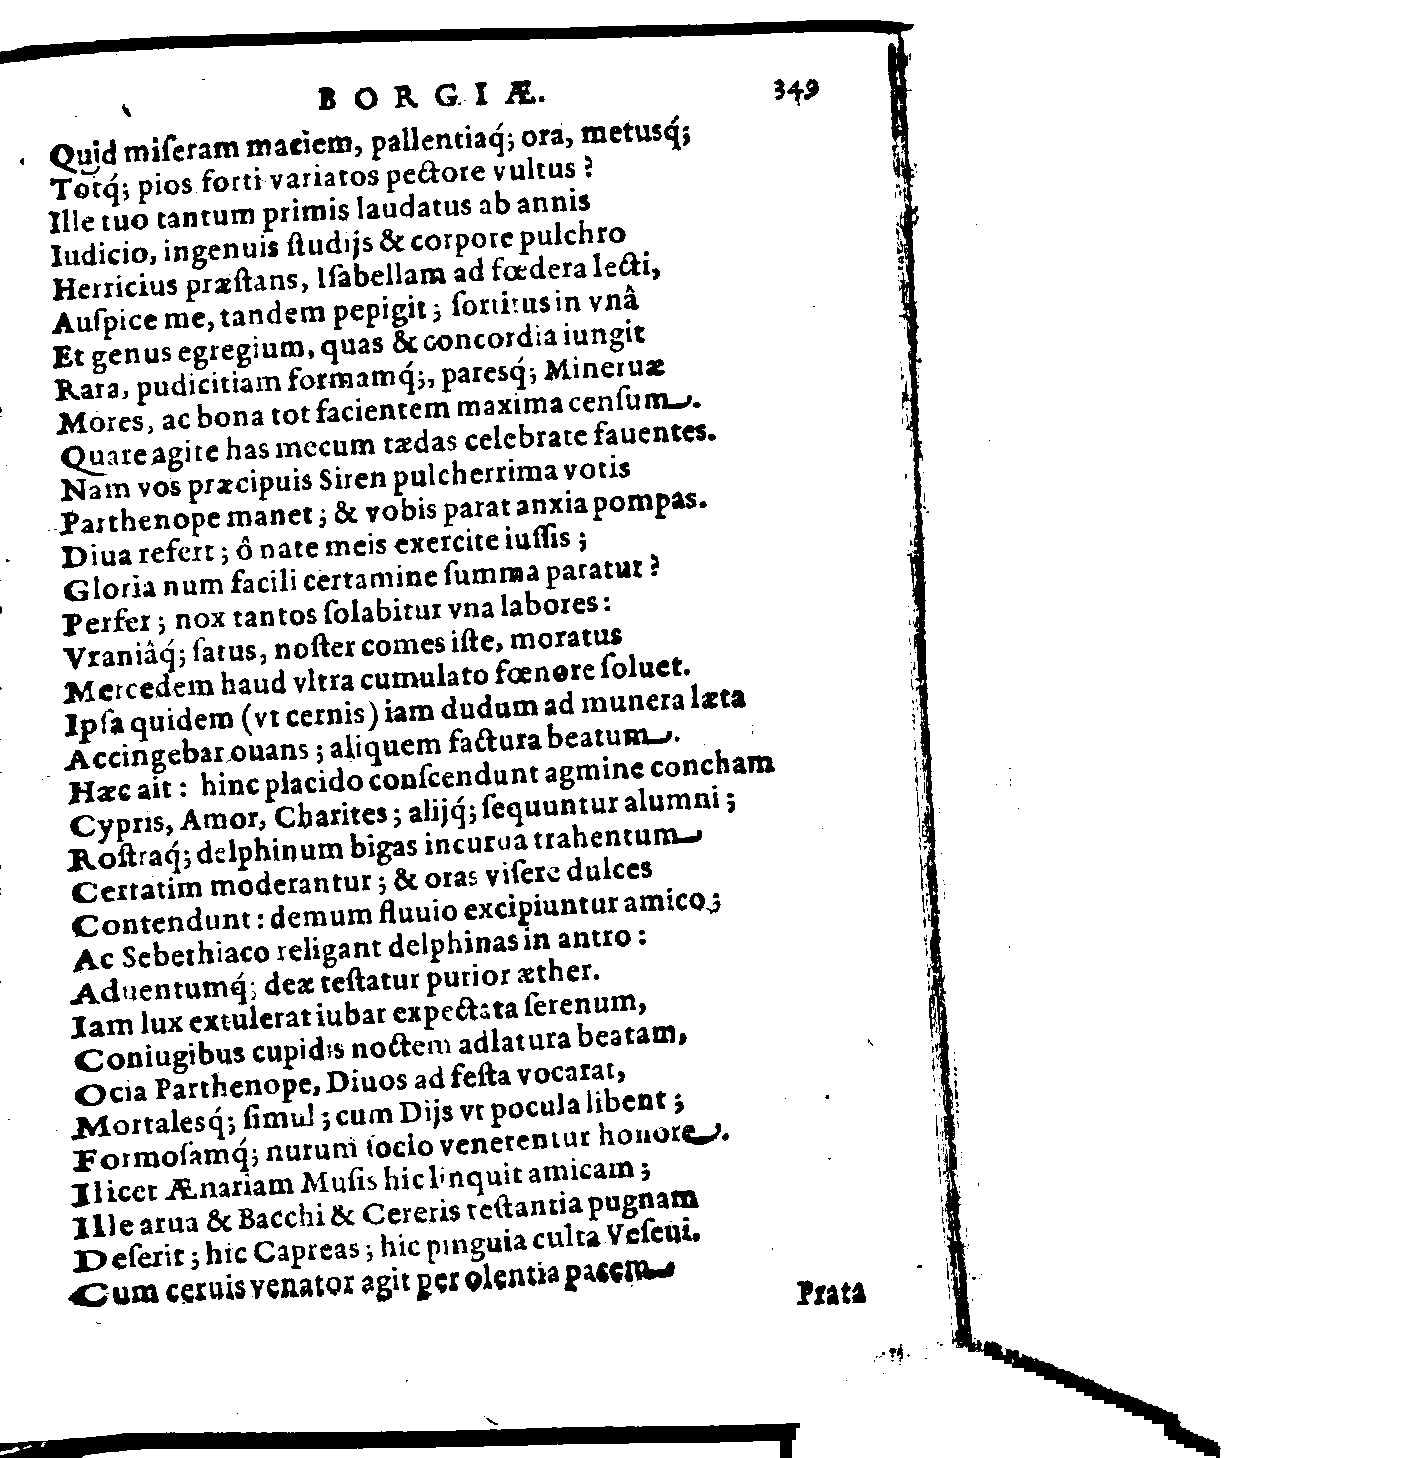 BORGIÆ. 349
Quid miſeram maciem, pallentiaq́; ora, metusq́;
Totq́; pios forti variatos pectore vultus?
Ille tuo tantum primis laudatus ab annis
Iudicio, ingenuis ſtudijs & corpore pulchro
Herricius præſtans, Iſabellam ad fœdera lecti,
Auſpice me, tandem pepigit; ſortitus in vnâ
Et genus egregium, quas & concordia iungit
Rara, pudicitiam formamq́;, paresq́; Mineruæ
Mores, ac bona tot facientem maxima cenſum.
Quare agite has mecum tædas celebrate fauentes.
Nam vos præcipuis Siren pulcherrima votis
Parthenope manet; & vobis parat anxia pompas.
Diua refert; ô nate meis exercite iuſſis;
Gloria num facili certamine ſumma paratur?
Perfer; nox tantos ſolabitur vna labores:
Vraniâq́; ſatus, noſter comes iſte, moratus
Mercedem haud vltra cumulato fœnore ſoluet.
Ipſa quidem (vt cernis) iam dudum ad munera læta
Accingebar ouans; aliquem factura beatum.
Hæc ait: hinc placido conſcendunt agmine concham
Cypris, Amor, Charites; alijq́; ſequuntur alumni;
Roſtraq́; delphinum bigas incurua trahentum
Certatim moderantur; & oras viſere dulces
Contendunt: demum fluuio excipiuntur amico;
Ac Sebethiaco religant delphinas in antro:
Aduentumq́; deæ teſtatur purior æther.
Iam lux extulerat iubar expectata ſerenum,
Coniugibus cupidis noctem adlatura beatam,
Ocia Parthenope, Diuos ad feſta vocarat,
Mortalesq́; ſimul; cum Dijs vt pocula libent;
Formoſamq́; nurum ſocio venerentur honore.
Ilicet Ænariam Muſis hic linquit amicam;
Ille arua & Bacchi & Cereris teſtantia pugnam
Deſerit; hic Capreas; hic pinguia culta Veſeui.
Cum ceruis venator agit per olentia pacem
Prata